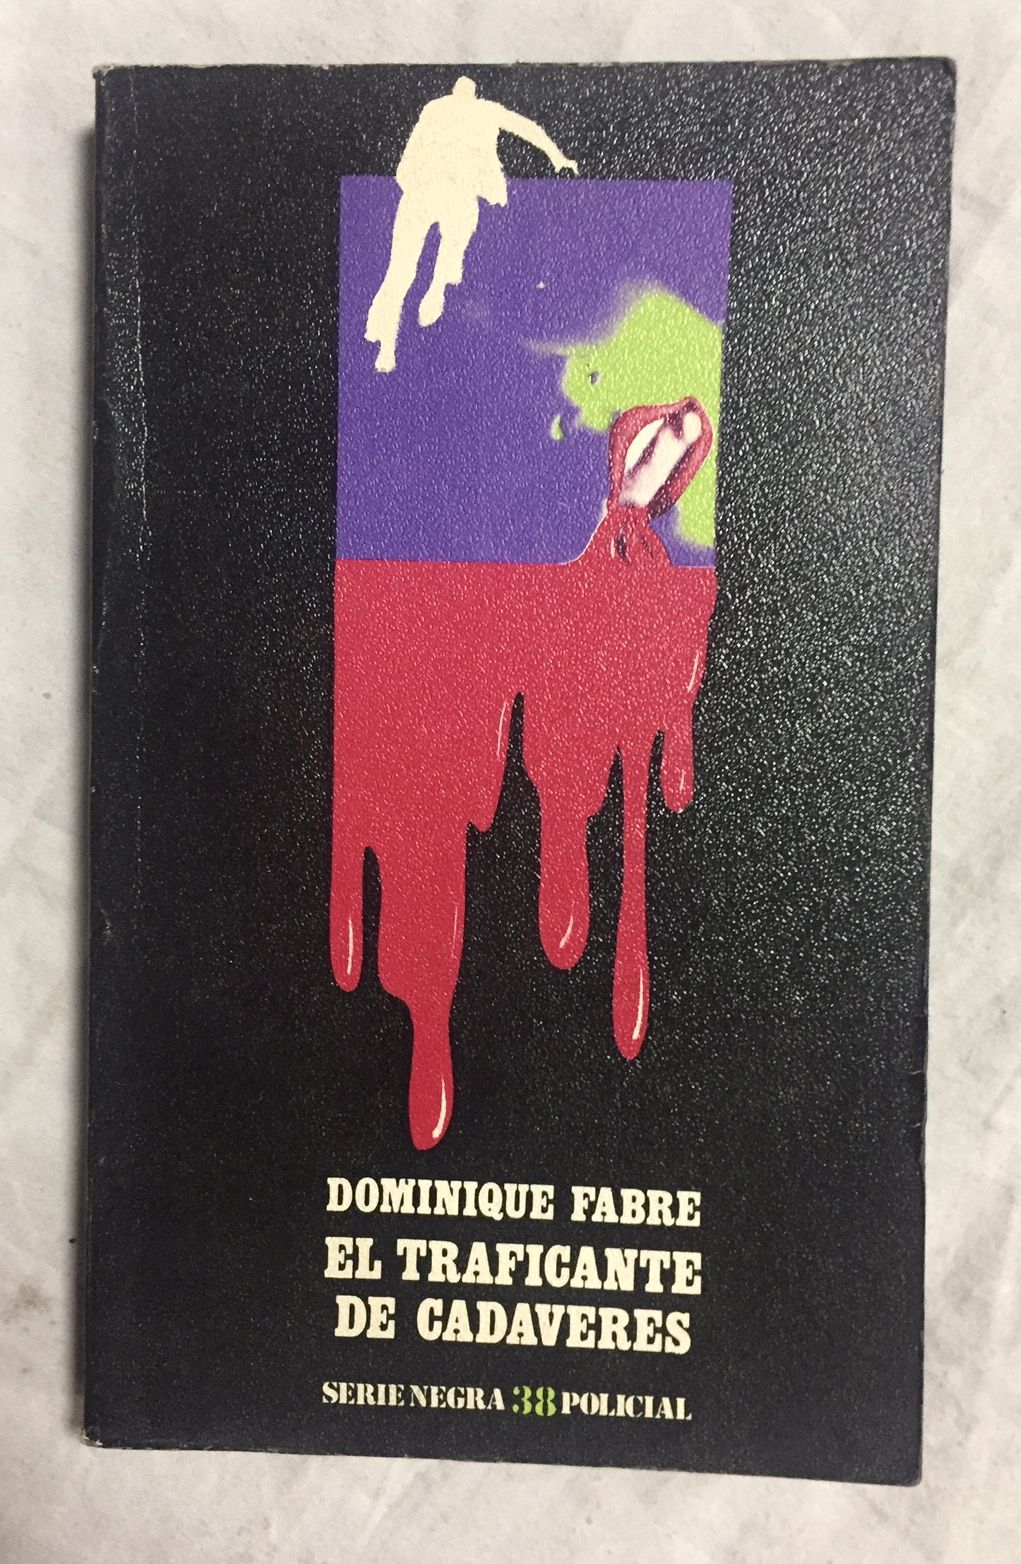 DOMINIQUE FABRE
EL TRAFICANTE
DE CADAVERES
SERIE NEGRA 38 POLICIAL